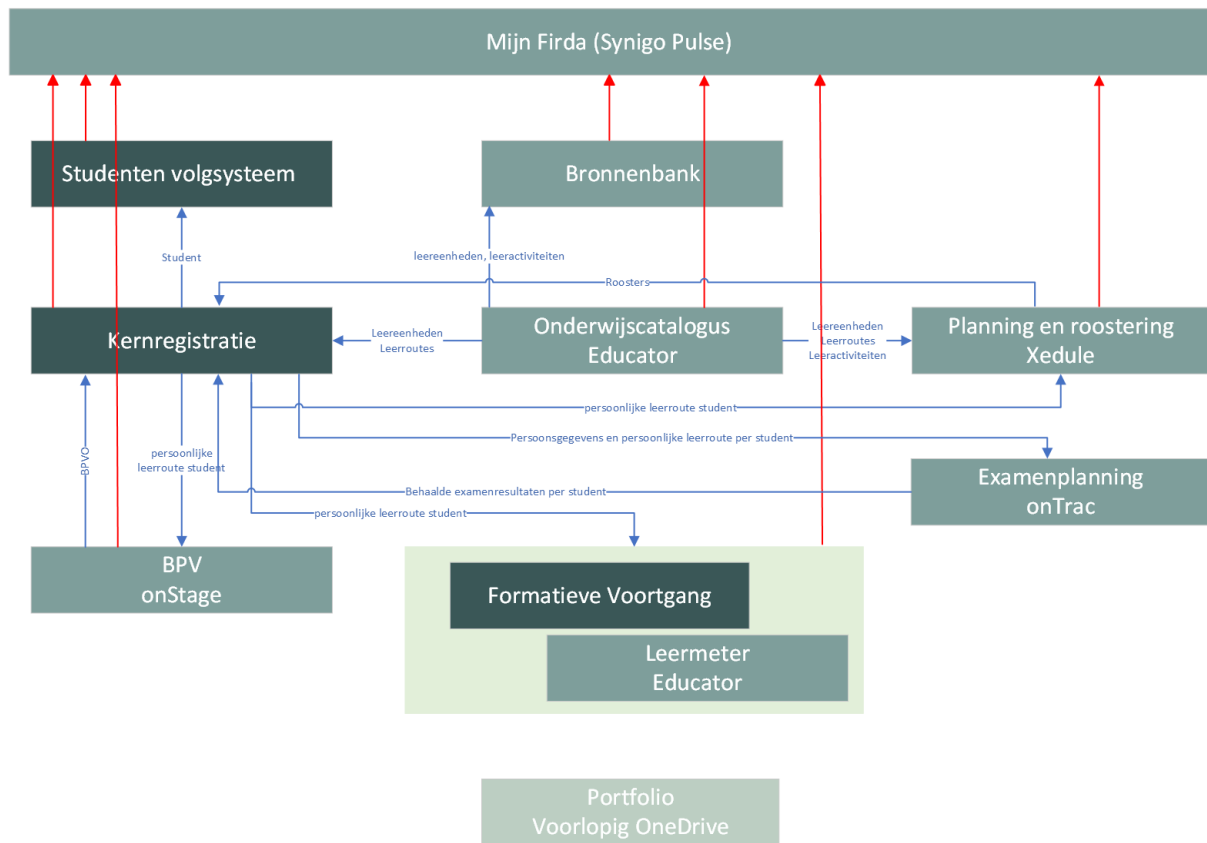 Mijn Firda (Synigo Pulse)
Studenten volgsysteem
Bronnenbank
Student
leereenheden, leeractiviteiten
Roosters
Kernregistratie
Leereenheden
Leerroutes
Onderwijscatalogus
Educator
Leereenheden
Leerroutes
Leeractiviteiten
Planning en roostering
Xedule
persoonlijke leerroute student
Persoonsgegevens en persoonlijke leerroute per student
BPVO
persoonlijke
leerroute student
Behaalde examenresultaten per student
Examenplanning
onTrac
persoonlijke leerroute student
BPV
onStage
Formatieve Voortgang
Leermeter
Educator
Portfolio
Voorlopig OneDrive